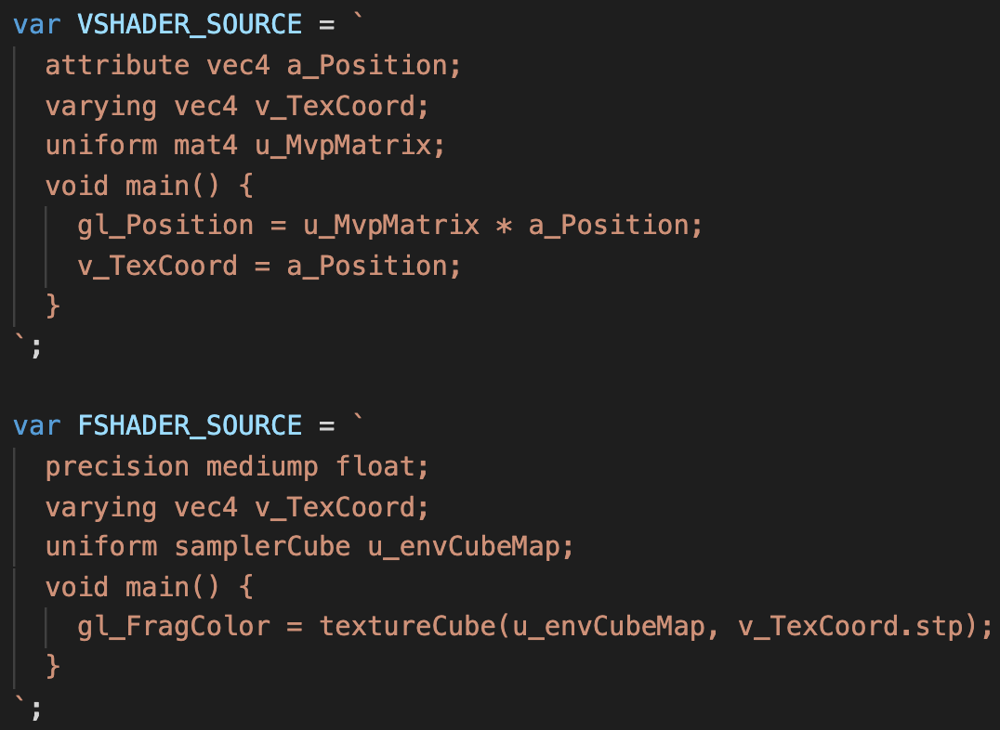 var VSHADER_SOURCE = `
  attribute vec4 a_Position;
  varying vec4 v_TexCoord;
  uniform mat4 u_MvpMatrix;
  void main() {
    gl_Position = u_MvpMatrix * a_Position;
    v_TexCoord = a_Position;
  }
`;

var FSHADER_SOURCE = `
  precision mediump float;
  varying vec4 v_TexCoord;
  uniform samplerCube u_envCubeMap;
  void main() {
    gl_FragColor = textureCube(u_envCubeMap, v_TexCoord.stp);
  }
`;